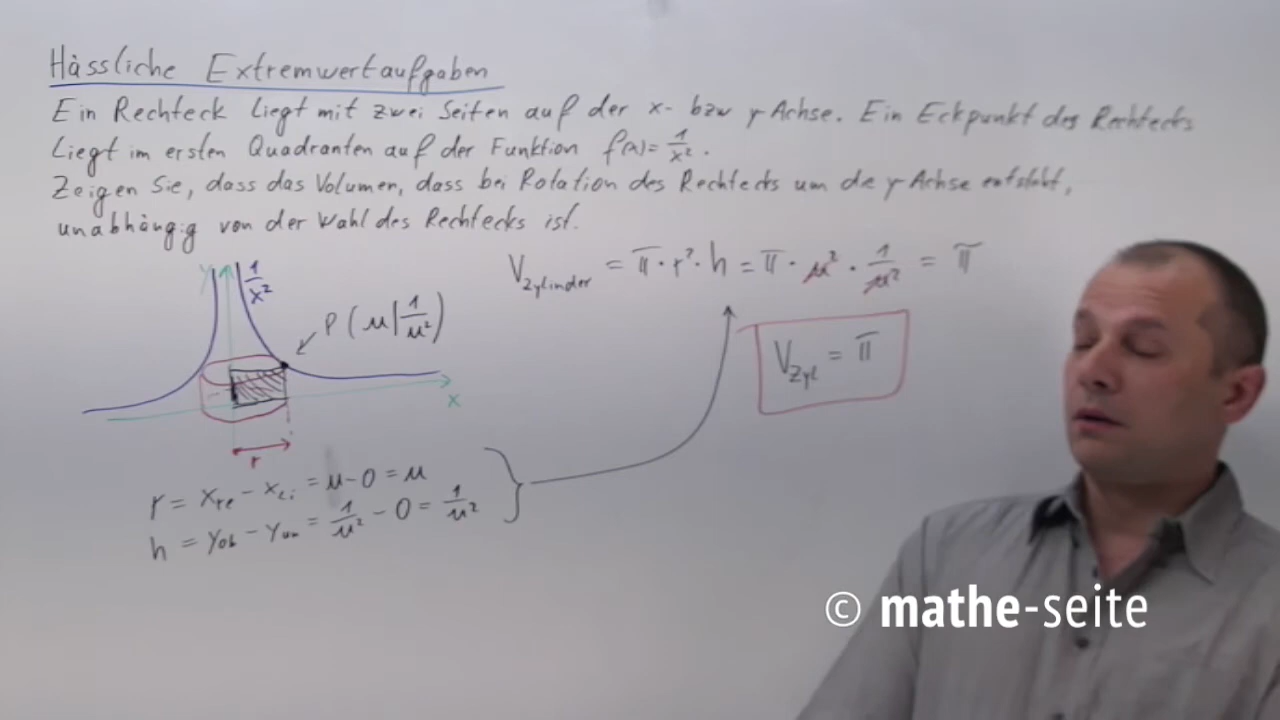 Hässliche Extremwertaufgaben
Ein Rechteck liegt mit zwei Seiten auf der x- bzw y-Achse. Ein Eckpunkt des Rechtecks
liegt im ersten Quadranten auf der Funktion f(x)= 1/x².
Zeigen Sie, dass das Volumen, dass bei Rotation des Rechtecks um die y-Achse entsteht,
unabhängig von der Wahl des Rechtecks ist.
V_Zylinder = π · r² · h = π · u² · 1/u² = π
y
1/x²
P(u|1/u²)
V_Zyl = π
x
r
r = x_re - x_li = u - 0 = u
h = y_ob - y_un = 1/u² - 0 = 1/u²
© mathe-seite